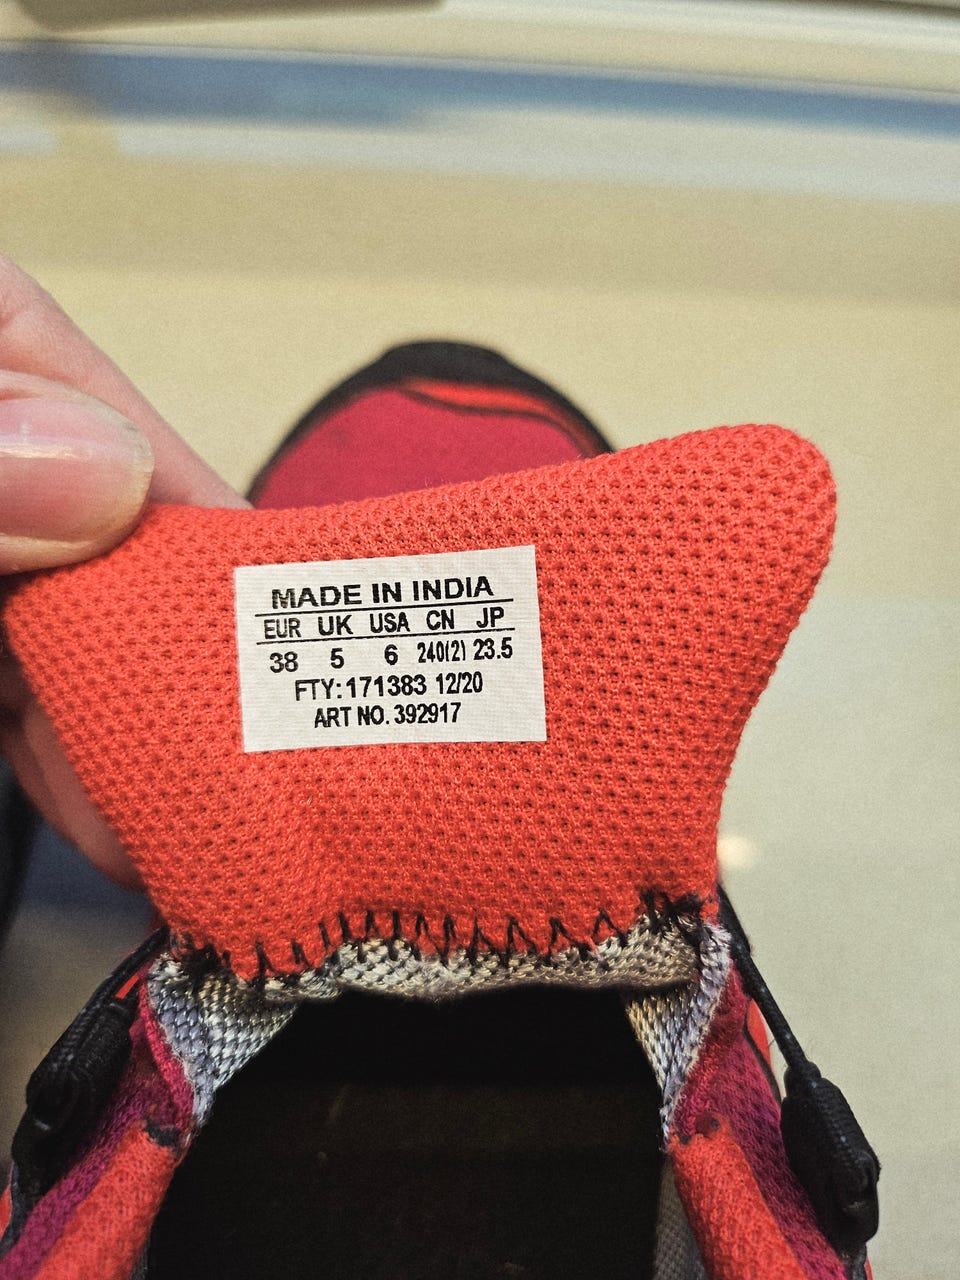 MADE IN INDIA
EUR UK USA CN JP
38 5 6 240(2) 23.5
FTY: 171383 12/20
ART NO. 392917